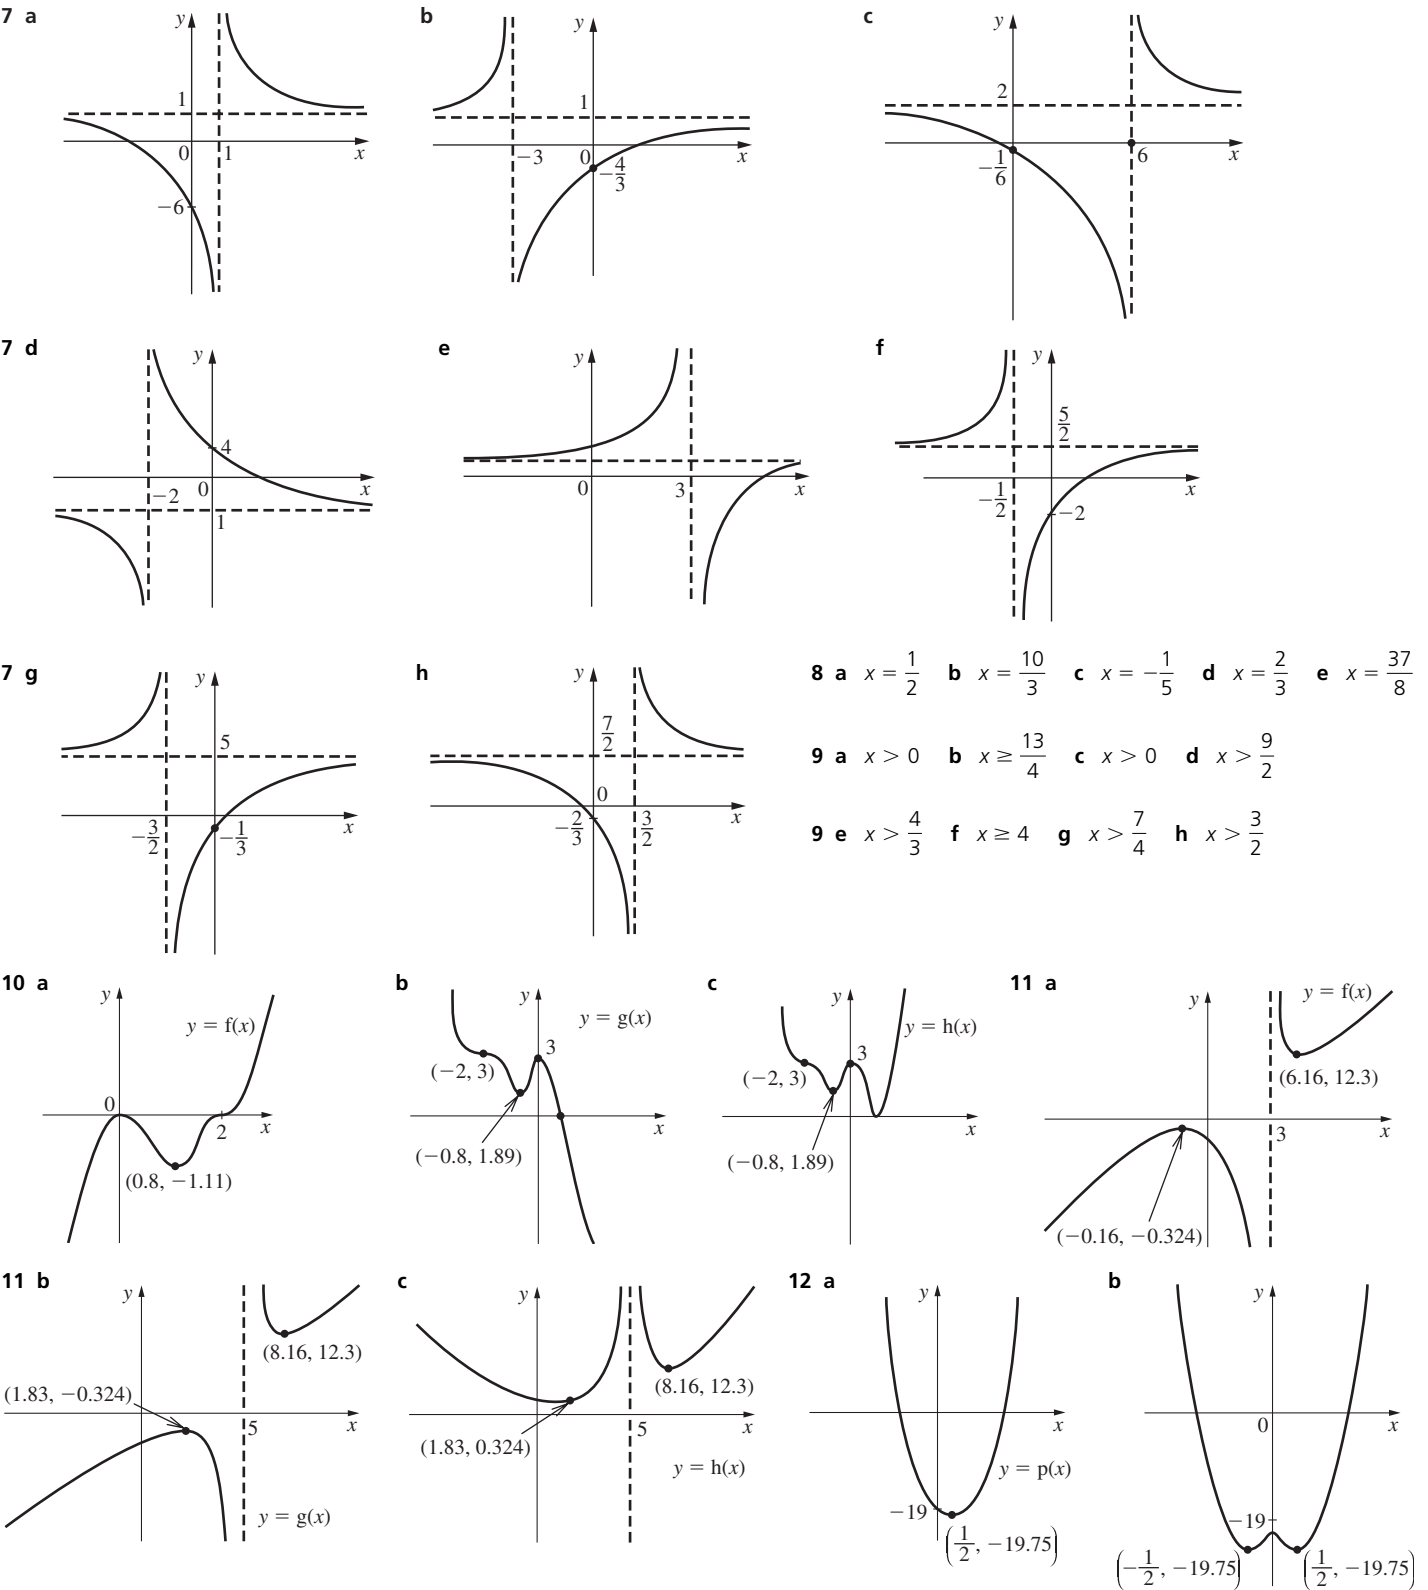 7 a
y
1
0
1
x
−6
b
y
1
−3
0
−4/3
x
c
y
2
−1/6
6
x
7 d
y
4
−2
0
x
1
e
y
0
3
x
f
y
5/2
−1/2
−2
x
7 g
y
5
−3/2
−1/3
x
h
y
7/2
0
−2/3
3/2
x
8 a x = 1/2 b x = 10/3 c x = −1/5 d x = 2/3 e x = 37/8
9 a x > 0 b x ≥ 13/4 c x > 0 d x > 9/2
9 e x > 4/3 f x ≥ 4 g x > 7/4 h x > 3/2
10 a
y
y = f(x)
0
2
x
(0.8, −1.11)
b
y
y = g(x)
3
(−2, 3)
x
(−0.8, 1.89)
c
y
y = h(x)
3
(−2, 3)
x
(−0.8, 1.89)
11 a
y
y = f(x)
(6.16, 12.3)
3
x
(−0.16, −0.324)
11 b
y
(8.16, 12.3)
(1.83, −0.324)
5
x
y = g(x)
c
y
(8.16, 12.3)
5
x
(1.83, 0.324)
y = h(x)
12 a
y
x
y = p(x)
−19
(1/2, −19.75)
b
y
0
x
−19
(−1/2, −19.75)
(1/2, −19.75)